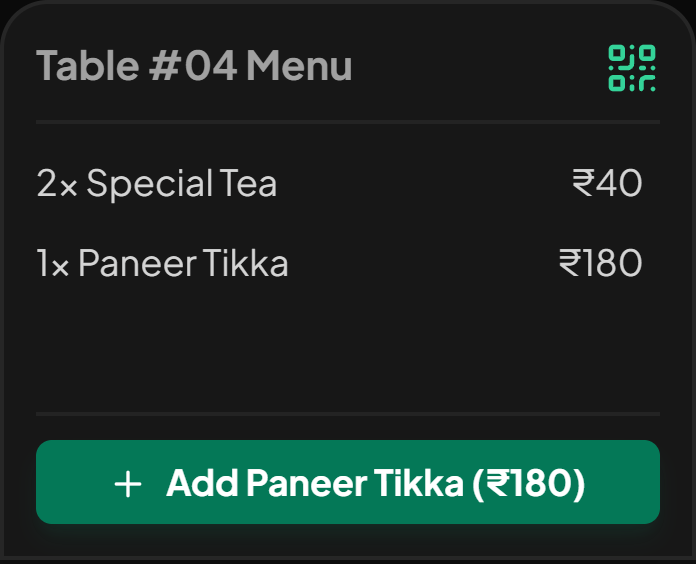 Table #04 Menu
2× Special Tea ₹40
1× Paneer Tikka ₹180
+ Add Paneer Tikka (₹180)